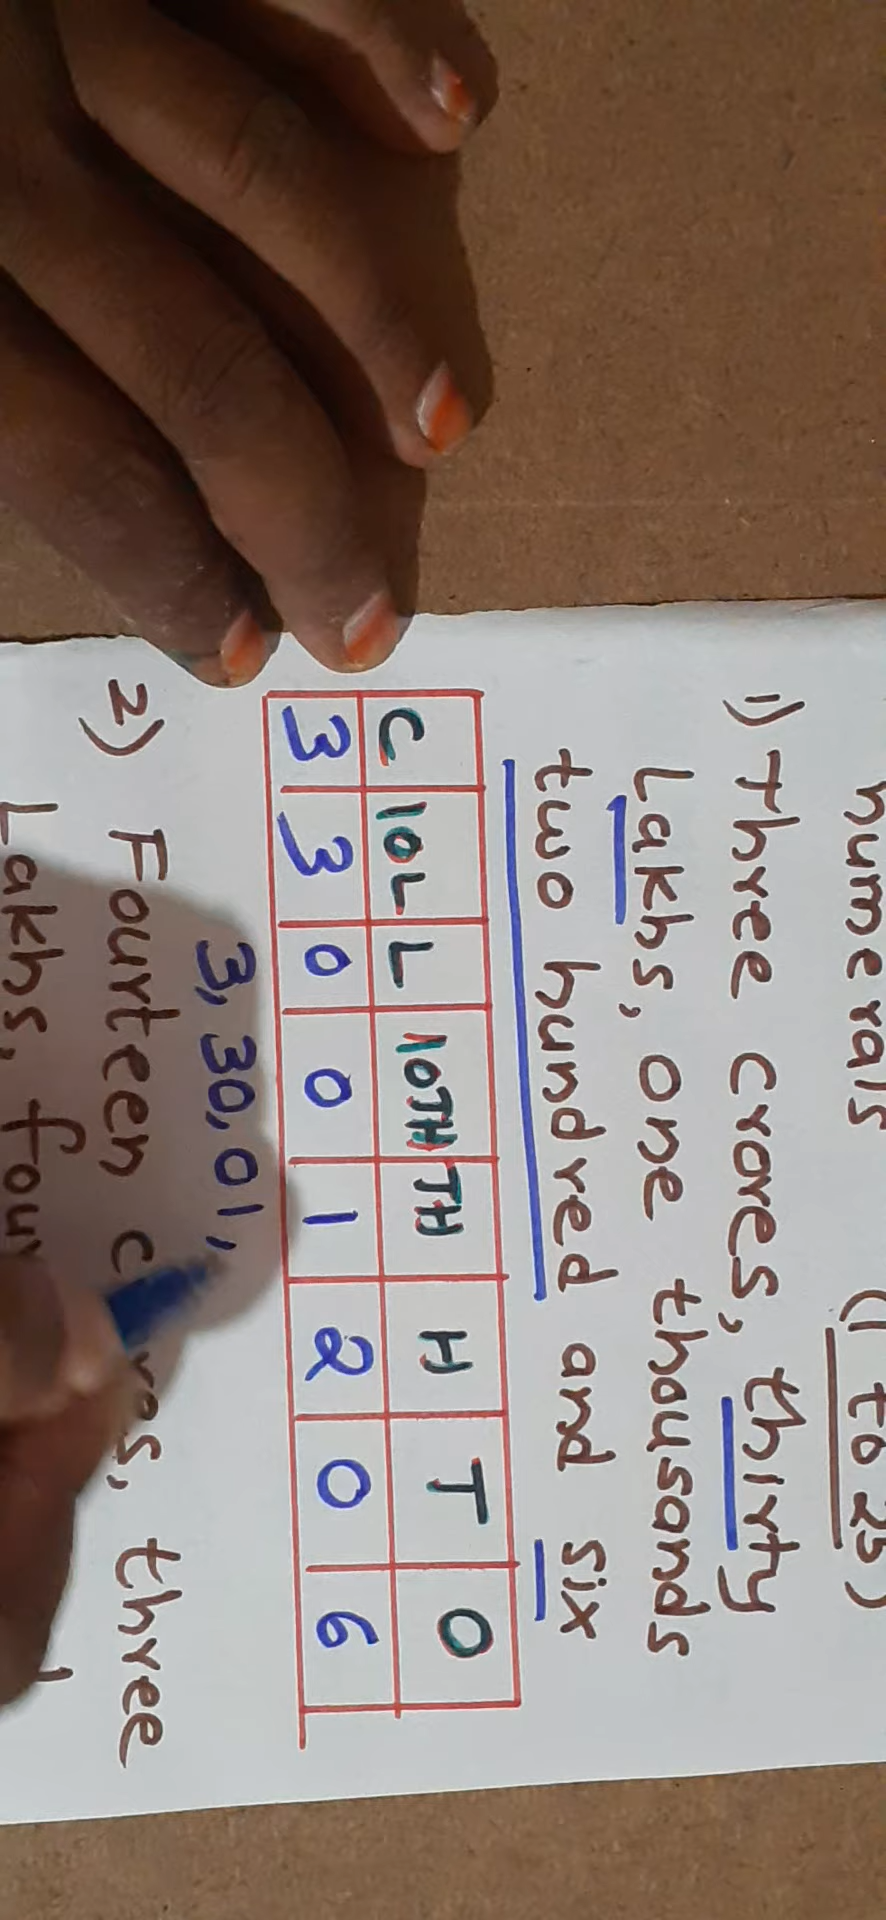 numerals (1 to 25)
1) Three crores, thirty
Lakhs, one thousands
two hundred and six
C 10L L 10TH TH H T O
3 3 0 0 1 2 0 6
3,30,01,
2) Fourteen three
Lakhs,